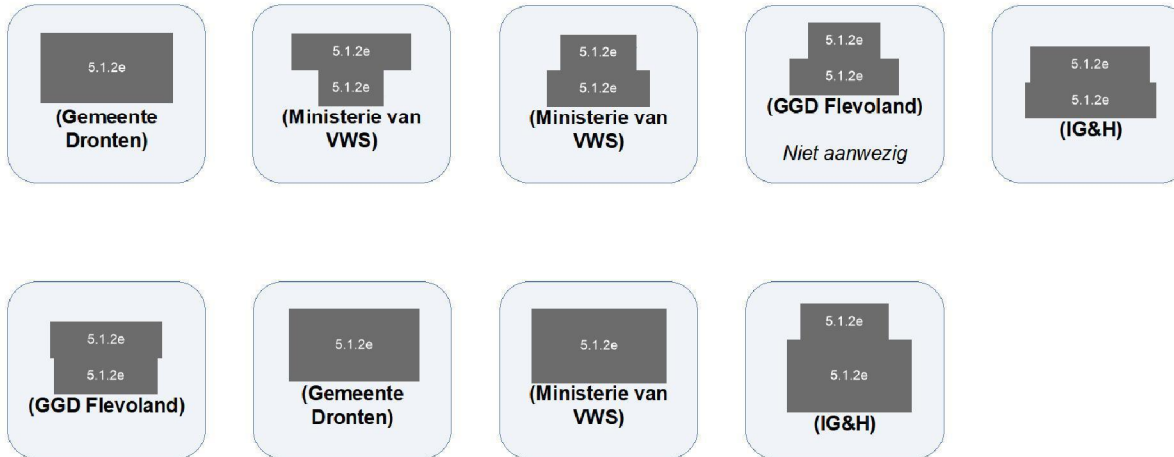 5.1.2e
(Gemeente
Dronten)
5.1.2e
5.1.2e
(Ministerie van
VWS)
5.1.2e
5.1.2e
(Ministerie van
VWS)
5.1.2e
5.1.2e
(GGD Flevoland)
Niet aanwezig
5.1.2e
5.1.2e
(IG&H)
5.1.2e
5.1.2e
(GGD Flevoland)
5.1.2e
(Gemeente
Dronten)
5.1.2e
(Ministerie van
VWS)
5.1.2e
5.1.2e
(IG&H)